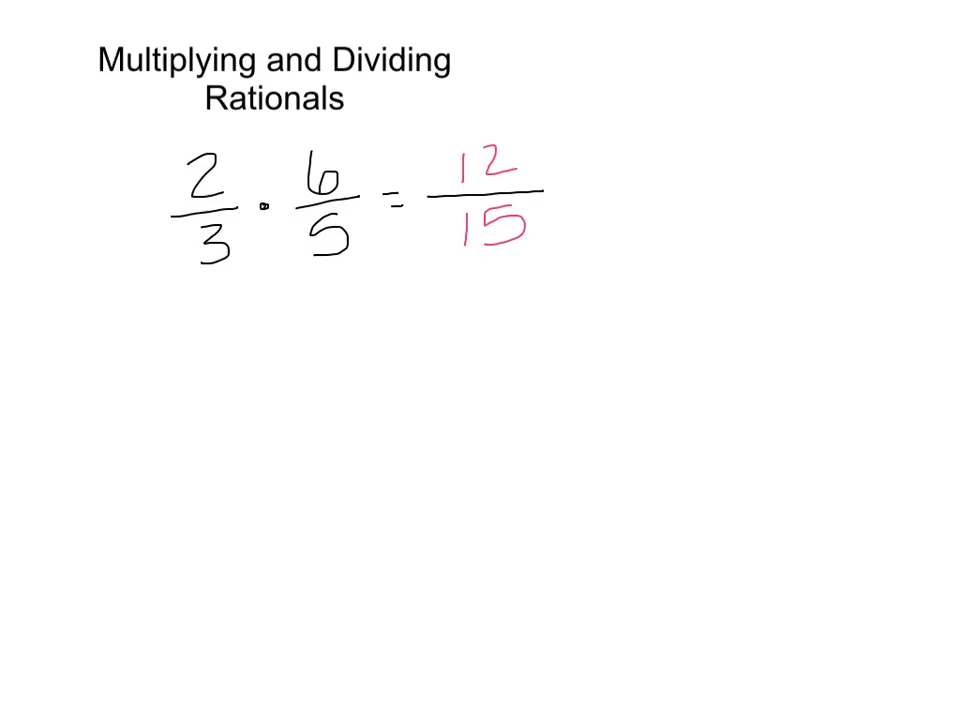 Multiplying and Dividing
Rationals
2/3 · 6/5 = 12/15